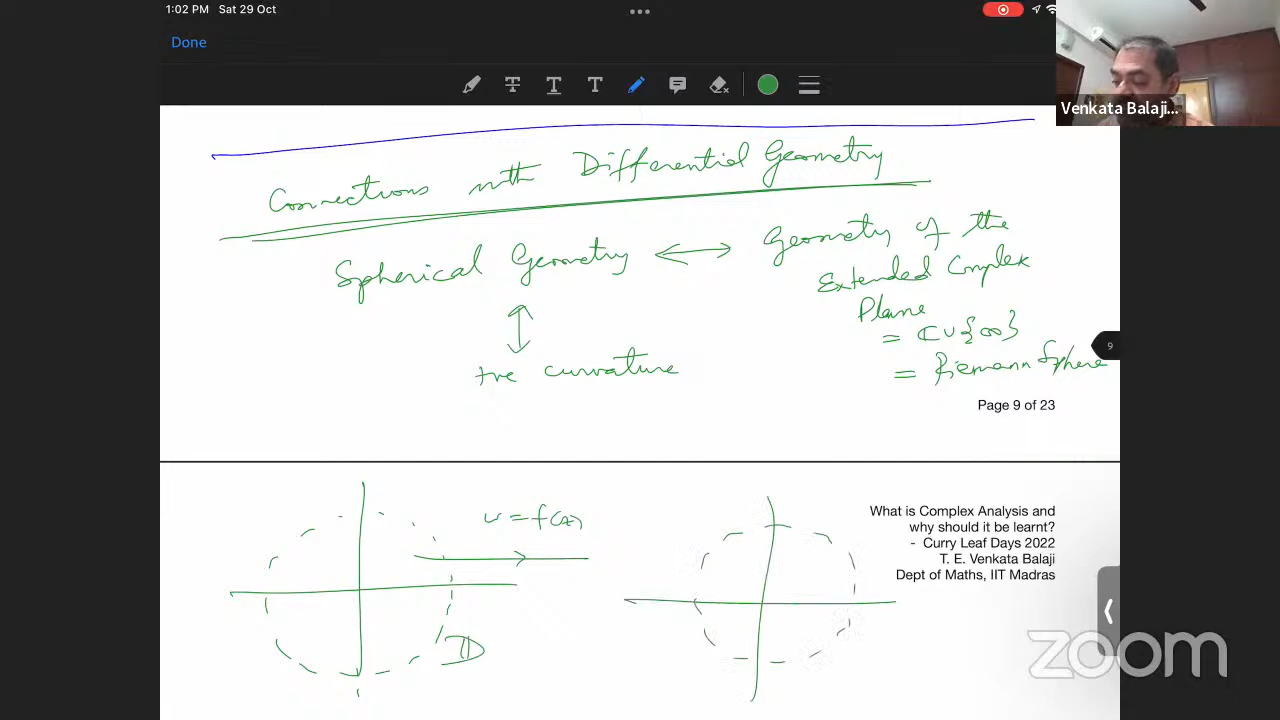 1:02 PM Sat 29 Oct
Done
Venkata Balaji...
Connections with Differential Geometry
Spherical Geometry ⟷ Geometry of the
Extended Complex
Plane
= ℂ ∪ {∞}
= Riemann Sphere
↕
+ve curvature
9
Page 9 of 23
w = f(z)
𝔻
What is Complex Analysis and
why should it be learnt?
- Curry Leaf Days 2022
T. E. Venkata Balaji
Dept of Maths, IIT Madras
zoom